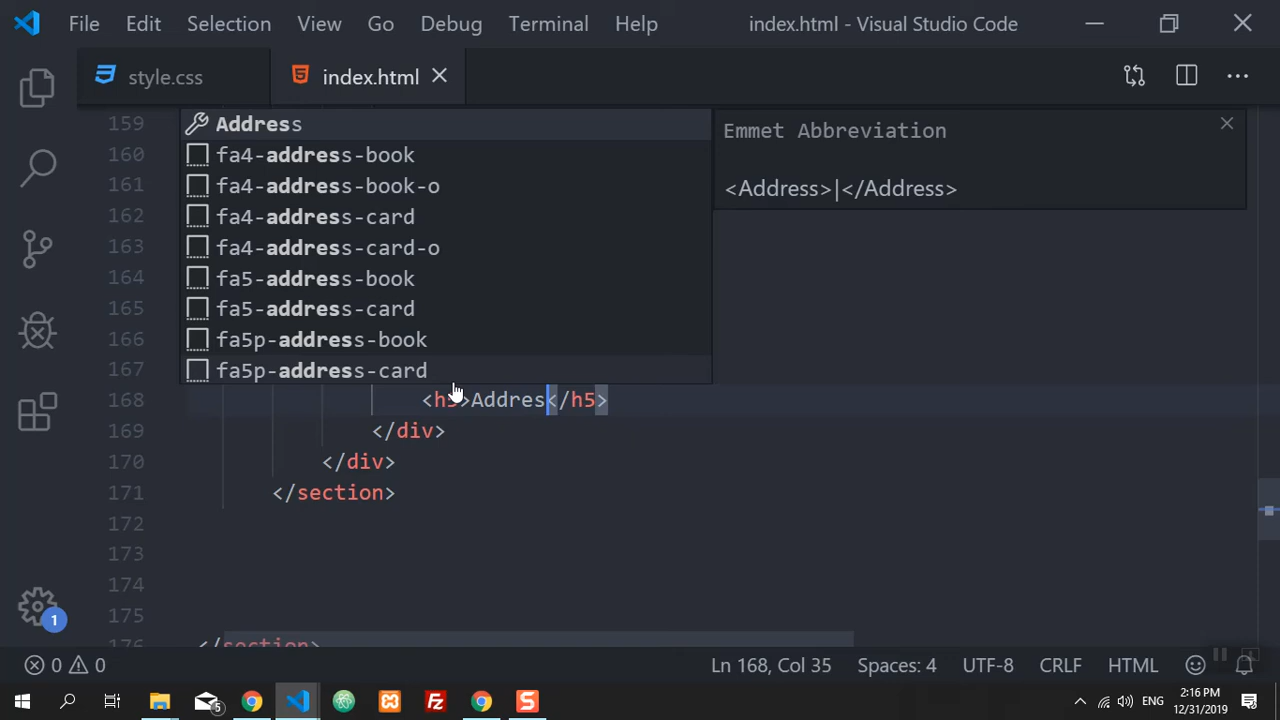 File Edit Selection View Go Debug Terminal Help index.html - Visual Studio Code
style.css index.html
159 Address
160 fa4-address-book
161 fa4-address-book-o
162 fa4-address-card
163 fa4-address-card-o
164 fa5-address-book
165 fa5-address-card
166 fa5p-address-book
167 fa5p-address-card
Emmet Abbreviation
<Address>|</Address>
168 <h5>Addres</h5>
169 </div>
170 </div>
171 </section>
172
173
174
175
176 </section>
1
0 0 Ln 168, Col 35 Spaces: 4 UTF-8 CRLF HTML
5 ENG 2:16 PM
12/31/2019